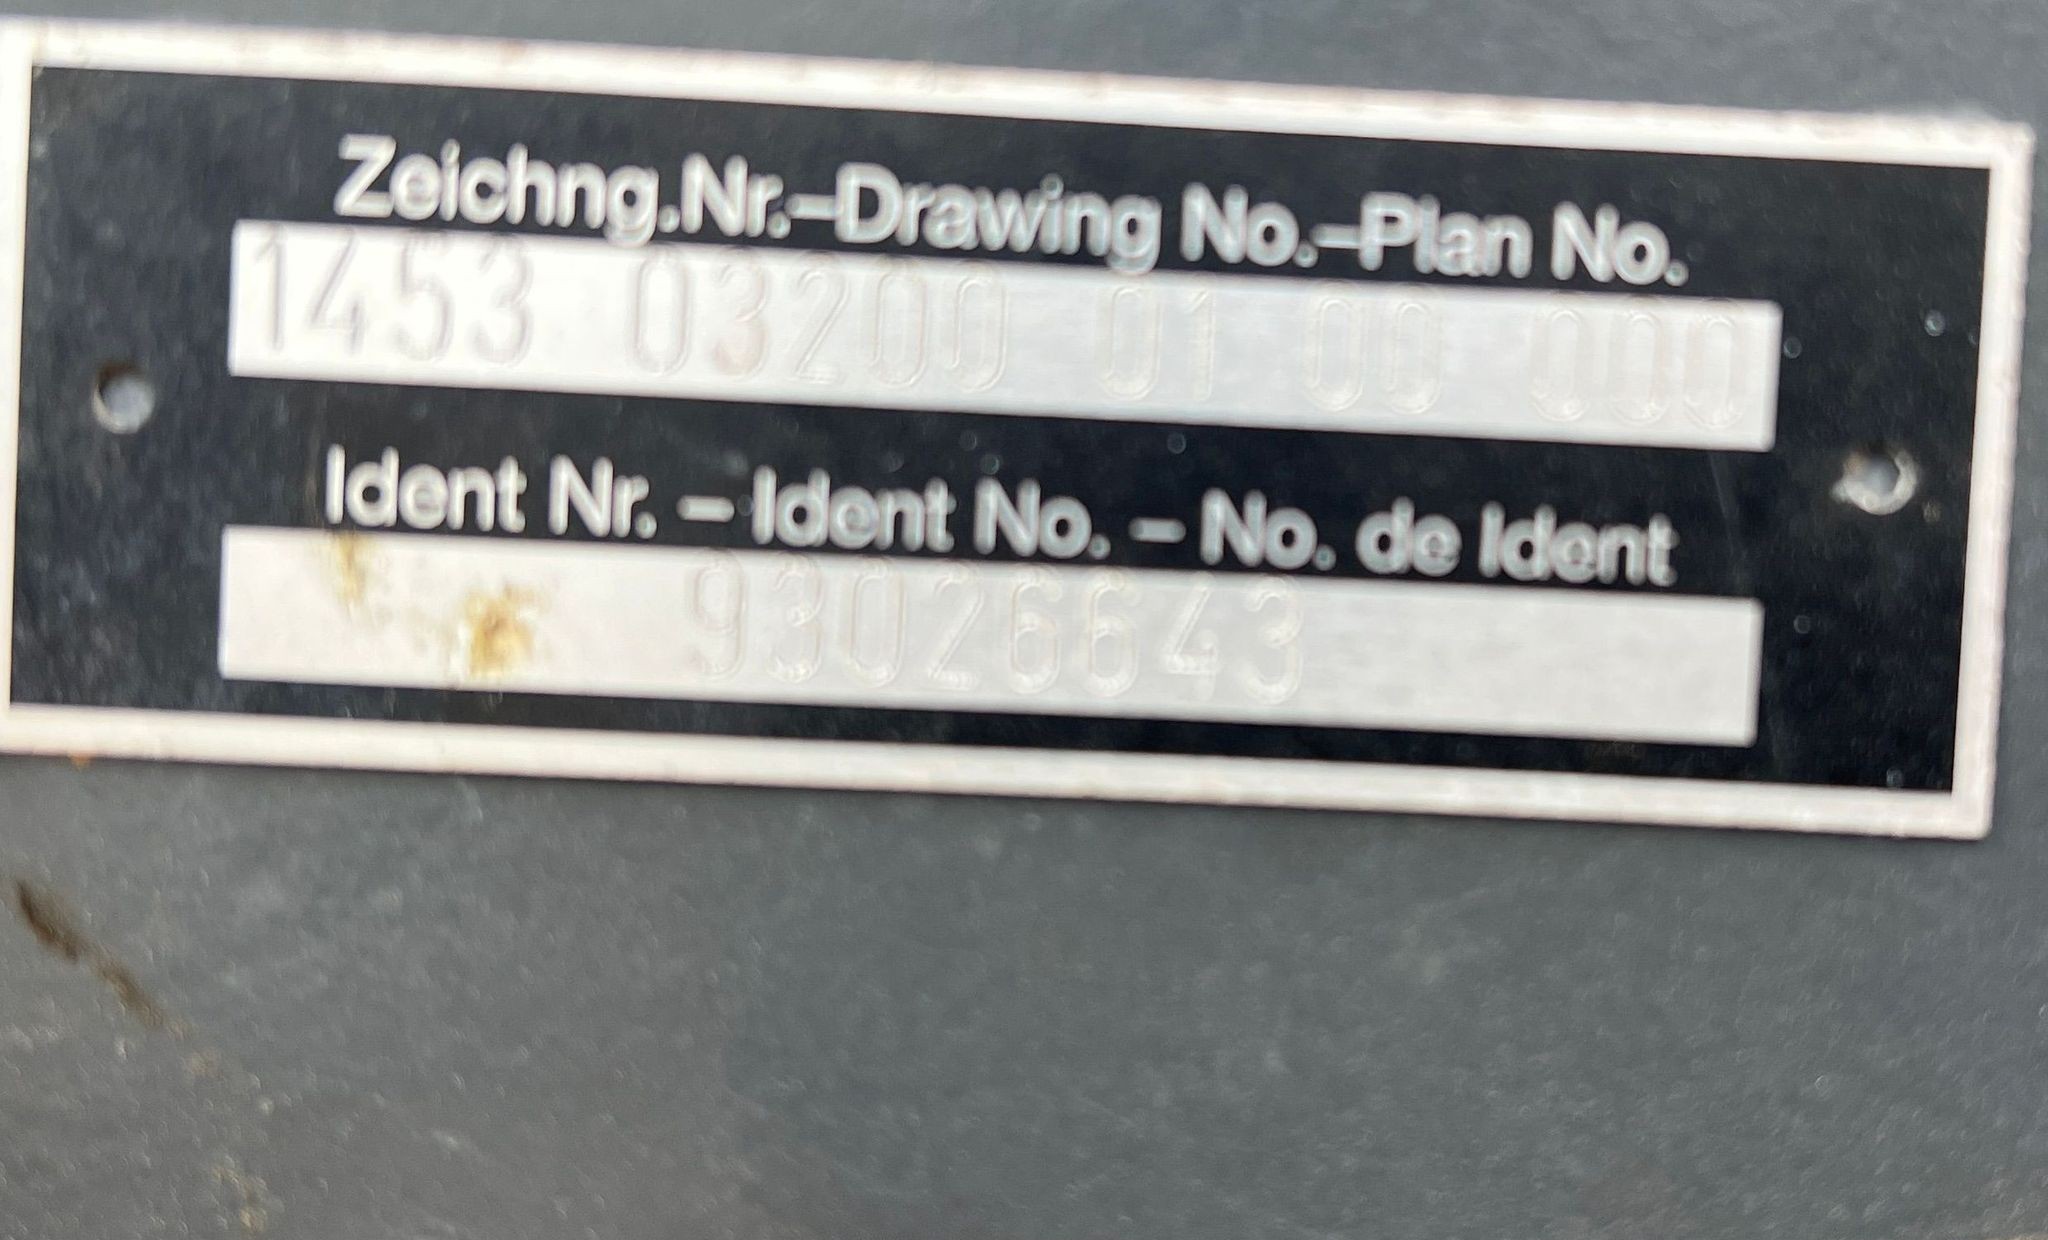 Zeichng.Nr.–Drawing No.–Plan No.
1453 03200 01 00 000
Ident Nr. – Ident No. – No. de Ident
93026643